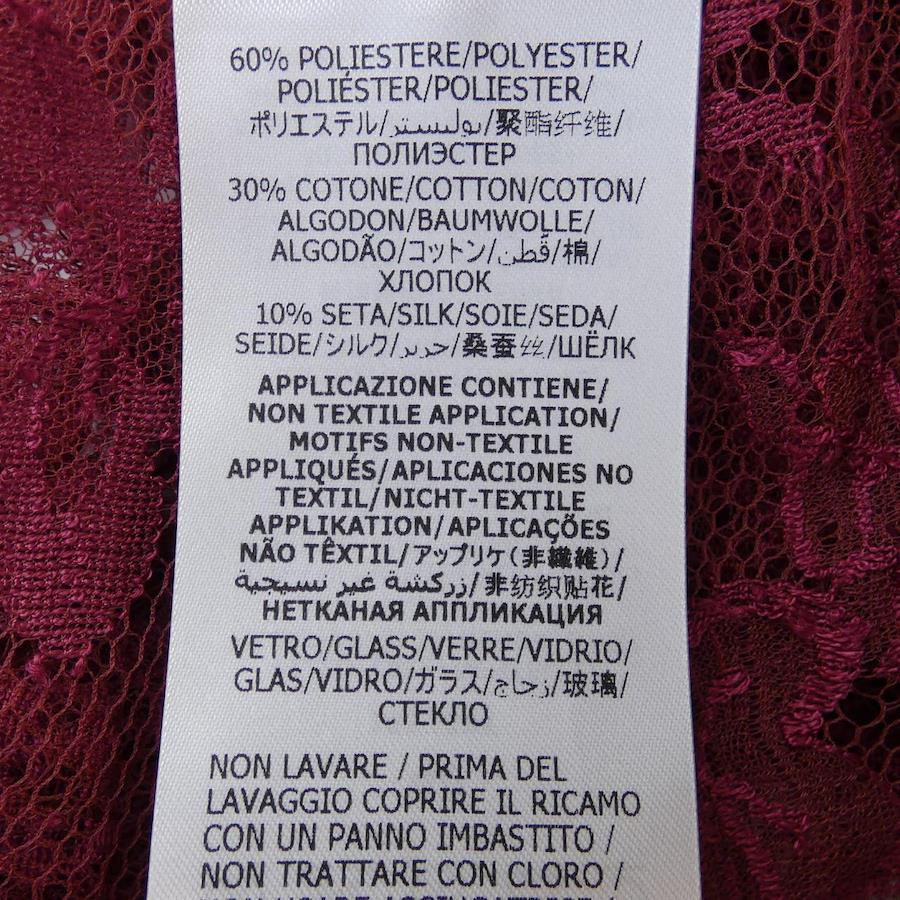 60% POLIESTERE/POLYESTER/
POLIÉSTER/POLIESTER/
ポリエステル/بوليستر/聚酯纤维/
ПОЛИЭСТЕР
30% COTONE/COTTON/COTON/
ALGODON/BAUMWOLLE/
ALGODÃO/コットン/قطن/棉/
ХЛОПОК
10% SETA/SILK/SOIE/SEDA/
SEIDE/シルク/حرير/桑蚕丝/ШЁЛК
APPLICAZIONE CONTIENE/
NON TEXTILE APPLICATION/
MOTIFS NON-TEXTILE
APPLIQUÉS/APLICACIONES NO
TEXTIL/NICHT-TEXTILE
APPLIKATION/APLICAÇÕES
NÃO TÊXTIL/アップリケ(非繊維)/
زركشة غير نسيجية/非纺织贴花/
НЕТКАНАЯ АППЛИКАЦИЯ
VETRO/GLASS/VERRE/VIDRIO/
GLAS/VIDRO/ガラス/زجاج/玻璃/
СТЕКЛО
NON LAVARE / PRIMA DEL
LAVAGGIO COPRIRE IL RICAMO
CON UN PANNO IMBASTITO /
NON TRATTARE CON CLORO /